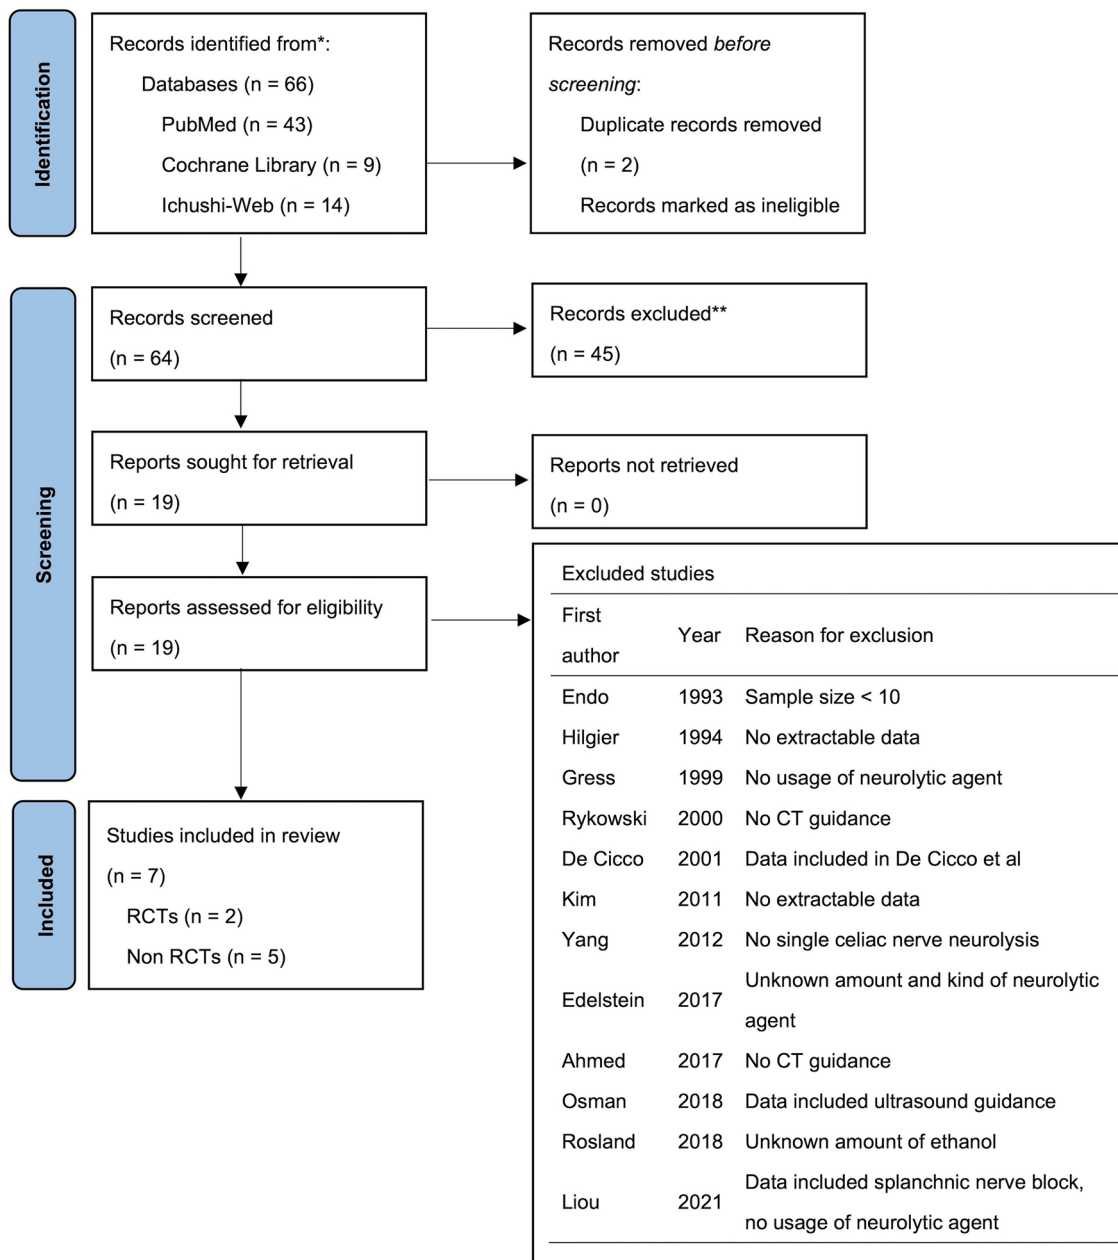 Identification
Records identified from*:
Databases (n = 66)
PubMed (n = 43)
Cochrane Library (n = 9)
Ichushi-Web (n = 14)
Records removed before
screening:
Duplicate records removed
(n = 2)
Records marked as ineligible
Screening
Records screened
(n = 64)
Records excluded**
(n = 45)
Reports sought for retrieval
(n = 19)
Reports not retrieved
(n = 0)
Reports assessed for eligibility
(n = 19)
Excluded studies
First
author
Year
Reason for exclusion
Endo 1993 Sample size < 10
Hilgier 1994 No extractable data
Gress 1999 No usage of neurolytic agent
Rykowski 2000 No CT guidance
De Cicco 2001 Data included in De Cicco et al
Kim 2011 No extractable data
Yang 2012 No single celiac nerve neurolysis
Edelstein 2017 Unknown amount and kind of neurolytic
agent
Ahmed 2017 No CT guidance
Osman 2018 Data included ultrasound guidance
Rosland 2018 Unknown amount of ethanol
Liou 2021 Data included splanchnic nerve block,
no usage of neurolytic agent
Included
Studies included in review
(n = 7)
RCTs (n = 2)
Non RCTs (n = 5)